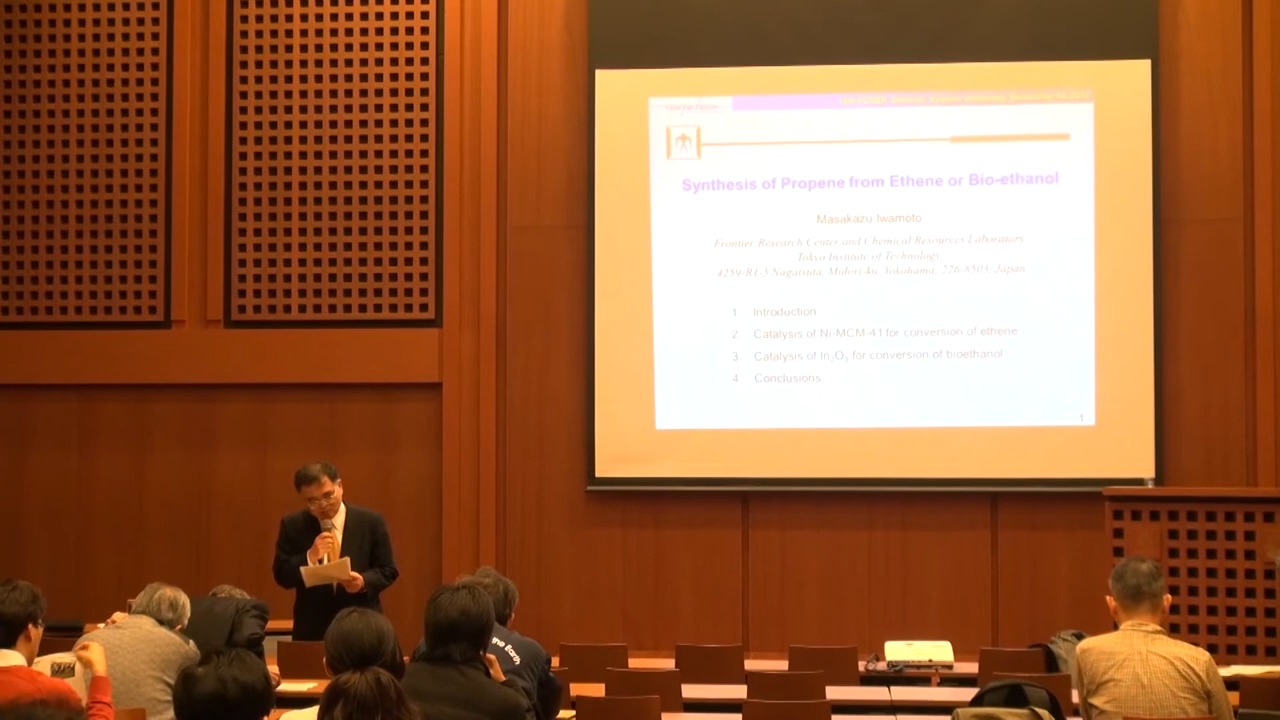 Synthesis of Propene from Ethene or Bio-ethanol
Masakazu Iwamoto
Frontier Research Center and Chemical Resources Laboratory
Tokyo Institute of Technology,
4259-R1-5 Nagatsuta, Midori-ku, Yokohama, 226-8503, Japan
1 Introduction
2 Catalysis of Ni-MCM-41 for conversion of ethene
3 Catalysis of In₂O₃ for conversion of bioethanol
4 Conclusions
1
the Earth